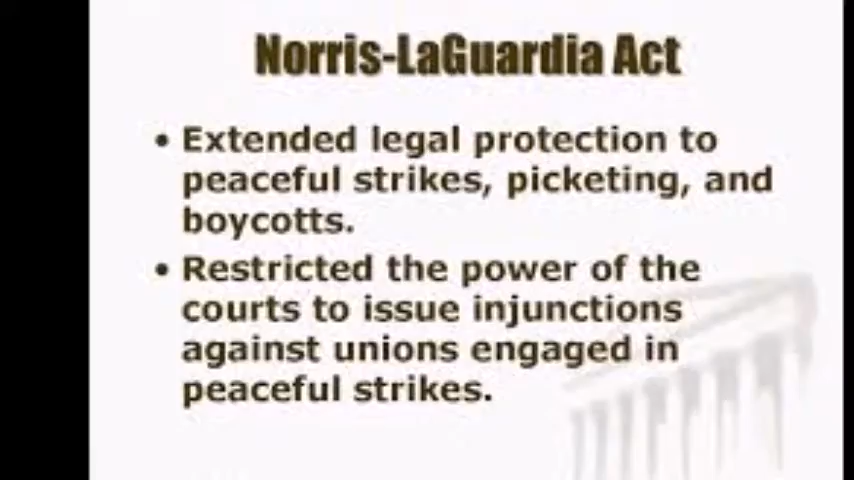 Norris-LaGuardia Act
• Extended legal protection to
peaceful strikes, picketing, and
boycotts.
• Restricted the power of the
courts to issue injunctions
against unions engaged in
peaceful strikes.